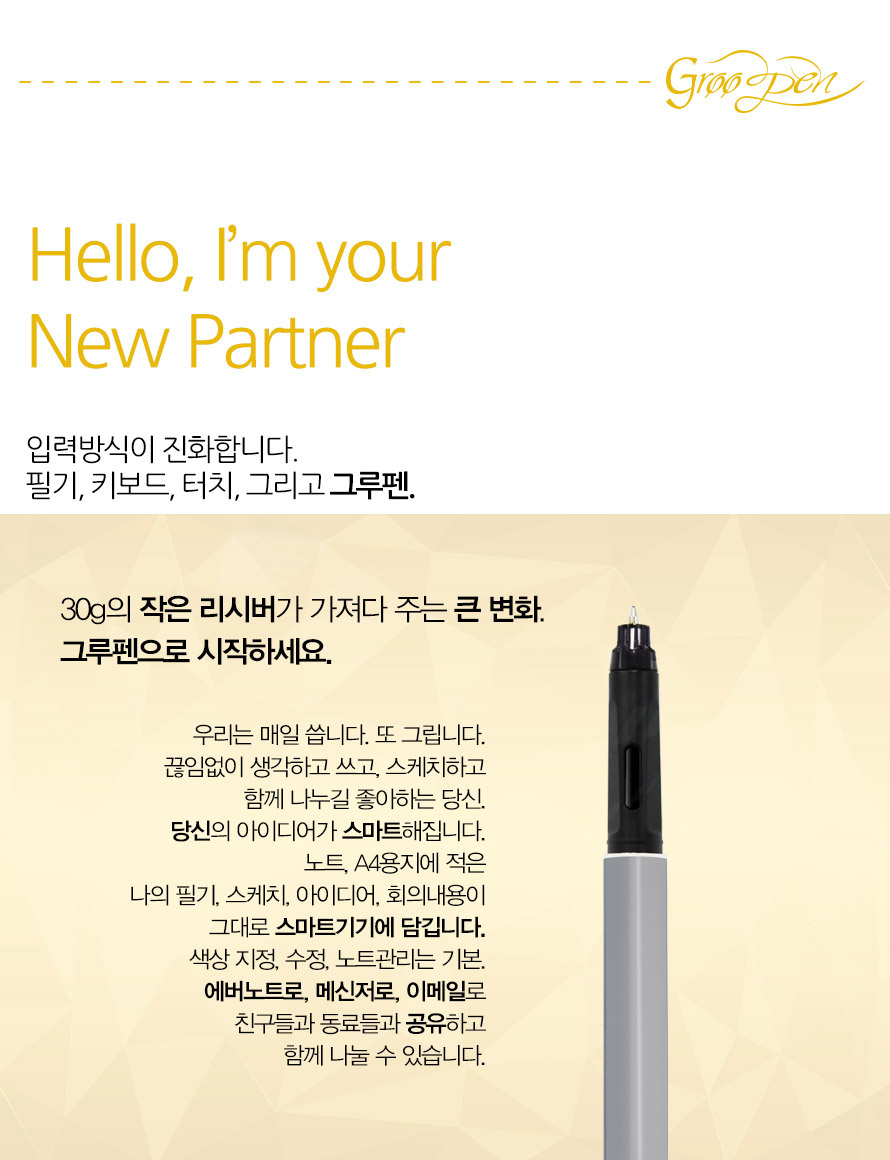 Groo Pen
Hello, I'm your
New Partner
입력방식이 진화합니다.
필기, 키보드, 터치, 그리고 그루펜.
30g의 작은 리시버가 가져다 주는 큰 변화.
그루펜으로 시작하세요.
우리는 매일 씁니다. 또 그립니다.
끊임없이 생각하고 쓰고, 스케치하고
함께 나누길 좋아하는 당신.
당신의 아이디어가 스마트해집니다.
노트, A4용지에 적은
나의 필기, 스케치, 아이디어, 회의내용이
그대로 스마트기기에 담깁니다.
색상 지정, 수정, 노트관리는 기본.
에버노트로, 메신저로, 이메일로
친구들과 동료들과 공유하고
함께 나눌 수 있습니다.